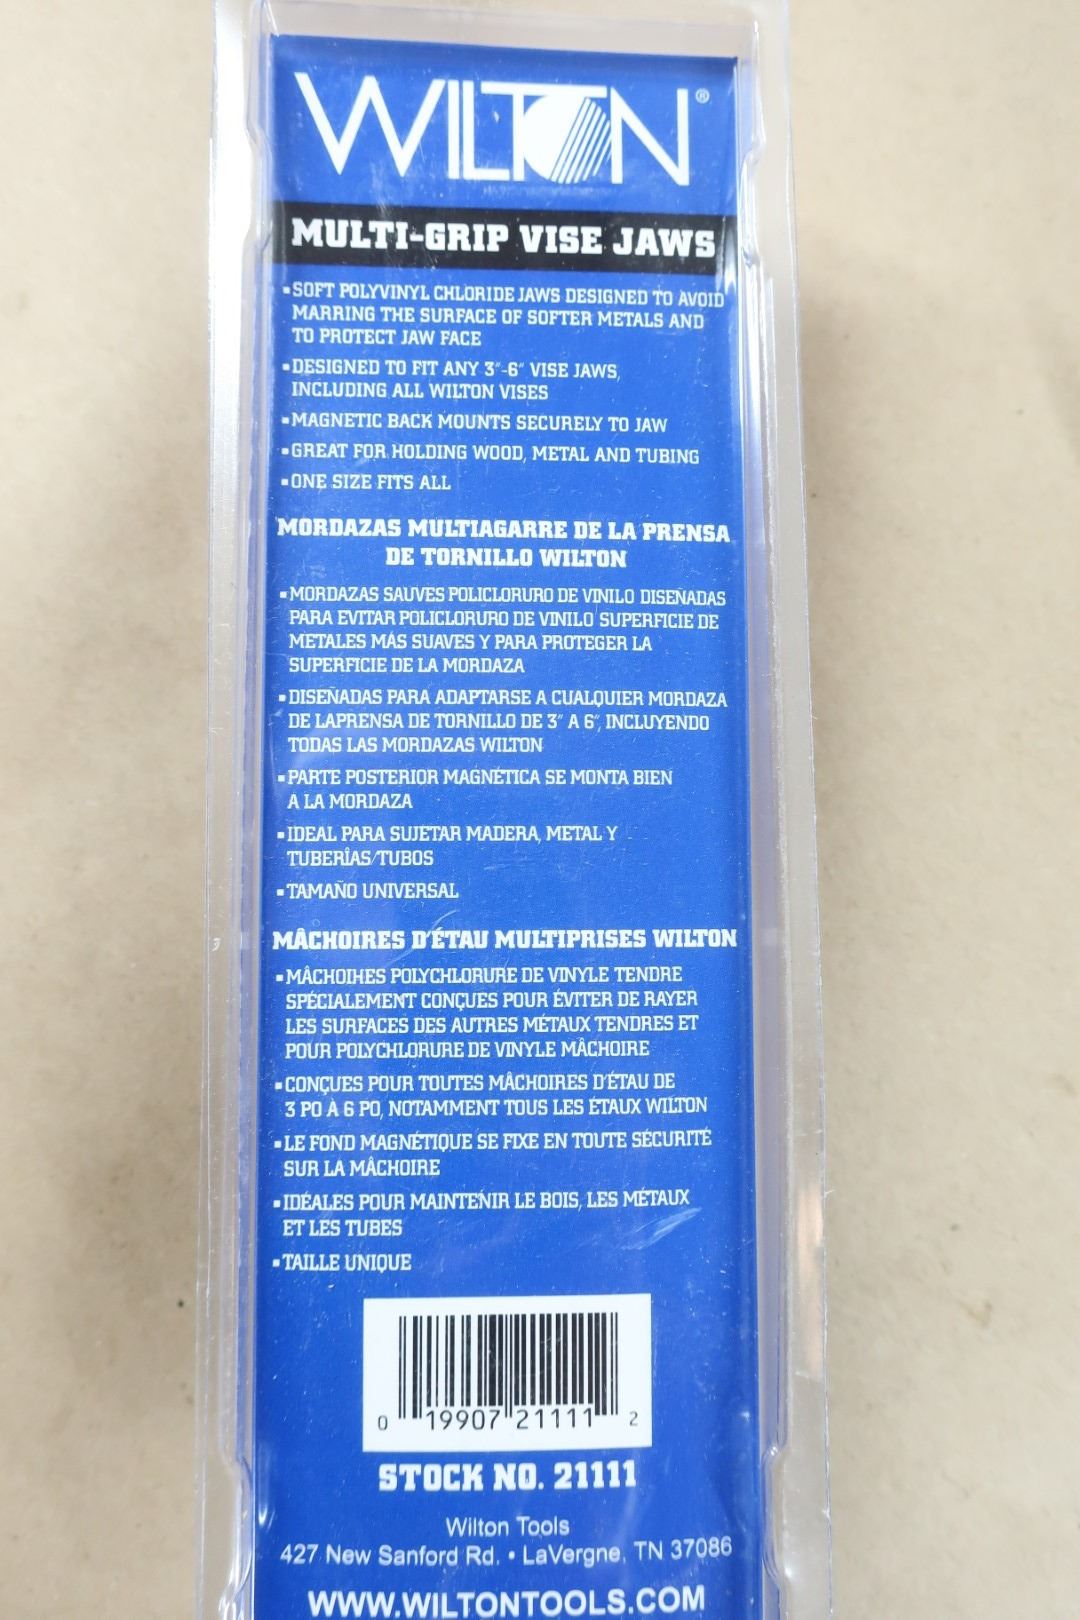 WILTON®
MULTI-GRIP VISE JAWS
▪SOFT POLYVINYL CHLORIDE JAWS DESIGNED TO AVOID
MARRING THE SURFACE OF SOFTER METALS AND
TO PROTECT JAW FACE
▪DESIGNED TO FIT ANY 3"-6" VISE JAWS,
INCLUDING ALL WILTON VISES
▪MAGNETIC BACK MOUNTS SECURELY TO JAW
▪GREAT FOR HOLDING WOOD, METAL AND TUBING
▪ONE SIZE FITS ALL
MORDAZAS MULTIAGARRE DE LA PRENSA
DE TORNILLO WILTON
▪MORDAZAS SAUVES POLICLORURO DE VINILO DISEÑADAS
PARA EVITAR POLICLORURO DE VINILO SUPERFICIE DE
METALES MÁS SUAVES Y PARA PROTEGER LA
SUPERFICIE DE LA MORDAZA
▪DISEÑADAS PARA ADAPTARSE A CUALQUIER MORDAZA
DE LAPRENSA DE TORNILLO DE 3" A 6", INCLUYENDO
TODAS LAS MORDAZAS WILTON
▪PARTE POSTERIOR MAGNÉTICA SE MONTA BIEN
A LA MORDAZA
▪IDEAL PARA SUJETAR MADERA, METAL Y
TUBERÎAS/TUBOS
▪TAMAÑO UNIVERSAL
MÂCHOIRES D'ÉTAU MULTIPRISES WILTON
▪MÂCHOIHES POLYCHLORURE DE VINYLE TENDRE
SPÉCIALEMENT CONÇUES POUR ÉVITER DE RAYER
LES SURFACES DES AUTRES MÉTAUX TENDRES ET
POUR POLYCHLORURE DE VINYLE MÂCHOIRE
▪CONÇUES POUR TOUTES MÂCHOIRES D'ÉTAU DE
3 PO À 6 PO, NOTAMMENT TOUS LES ÉTAUX WILTON
▪LE FOND MAGNÉTIQUE SE FIXE EN TOUTE SÉCURITÉ
SUR LA MÂCHOIRE
▪IDÉALES POUR MAINTENIR LE BOIS, LES MÉTAUX
ET LES TUBES
▪TAILLE UNIQUE
0 19907 21111 2
STOCK NO. 21111
Wilton Tools
427 New Sanford Rd. • LaVergne, TN 37086
WWW.WILTONTOOLS.COM